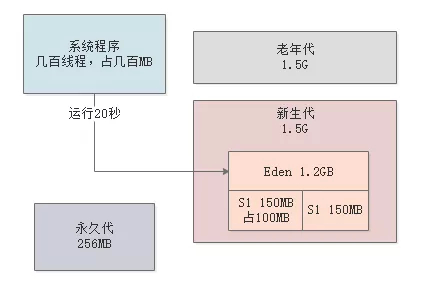 系统程序
几百线程，占几百MB
老年代
1.5G
运行20秒
新生代
1.5G
Eden 1.2GB
S1 150MB
占100MB
S1 150MB
永久代
256MB